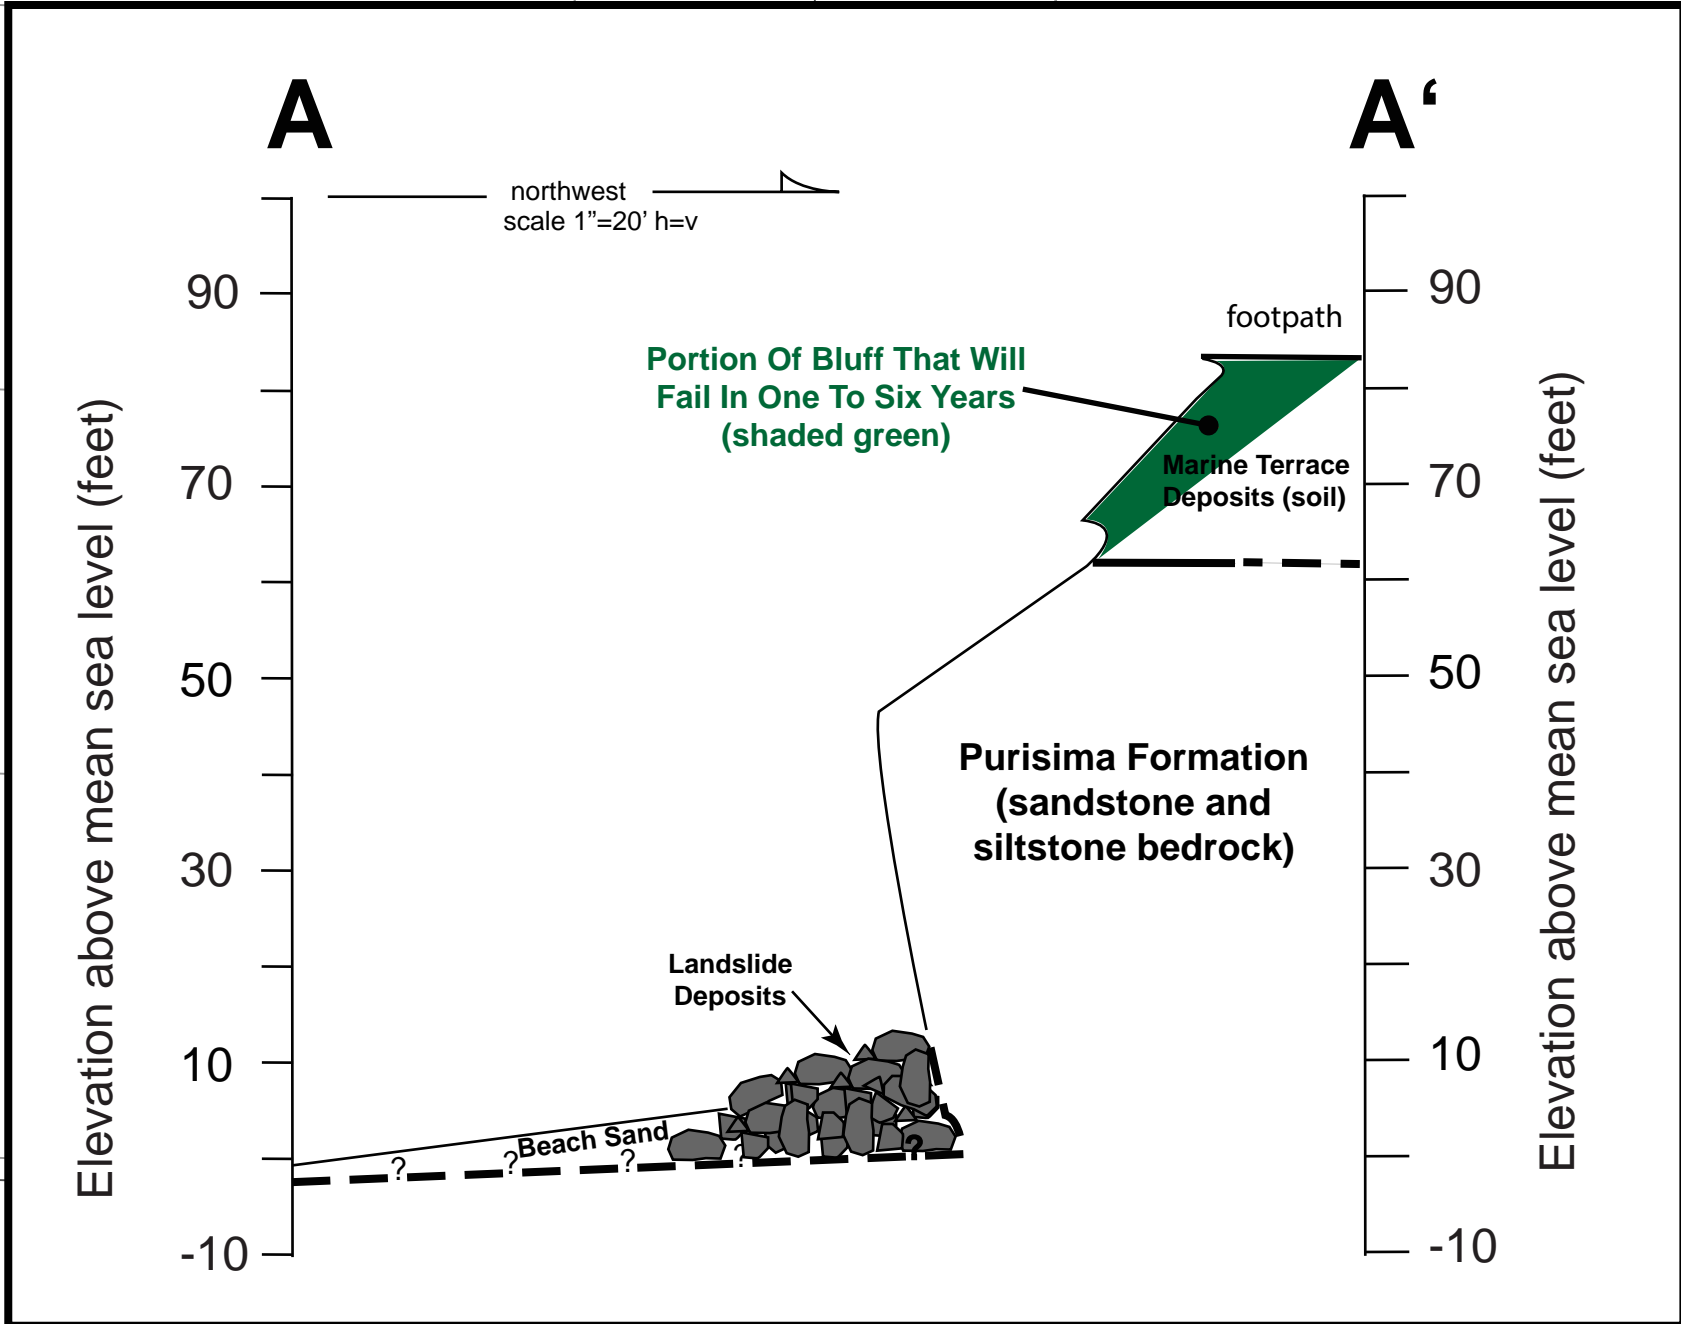 A
A‘
northwest
scale 1”=20’ h=v
90
70
50
30
10
-10
Elevation above mean sea level (feet)
footpath
Portion Of Bluff That Will
Fail In One To Six Years
(shaded green)
Marine Terrace
Deposits (soil)
Purisima Formation
(sandstone and
siltstone bedrock)
Landslide
Deposits
Beach Sand
?
?
?
?
?
90
70
50
30
10
-10
Elevation above mean sea level (feet)